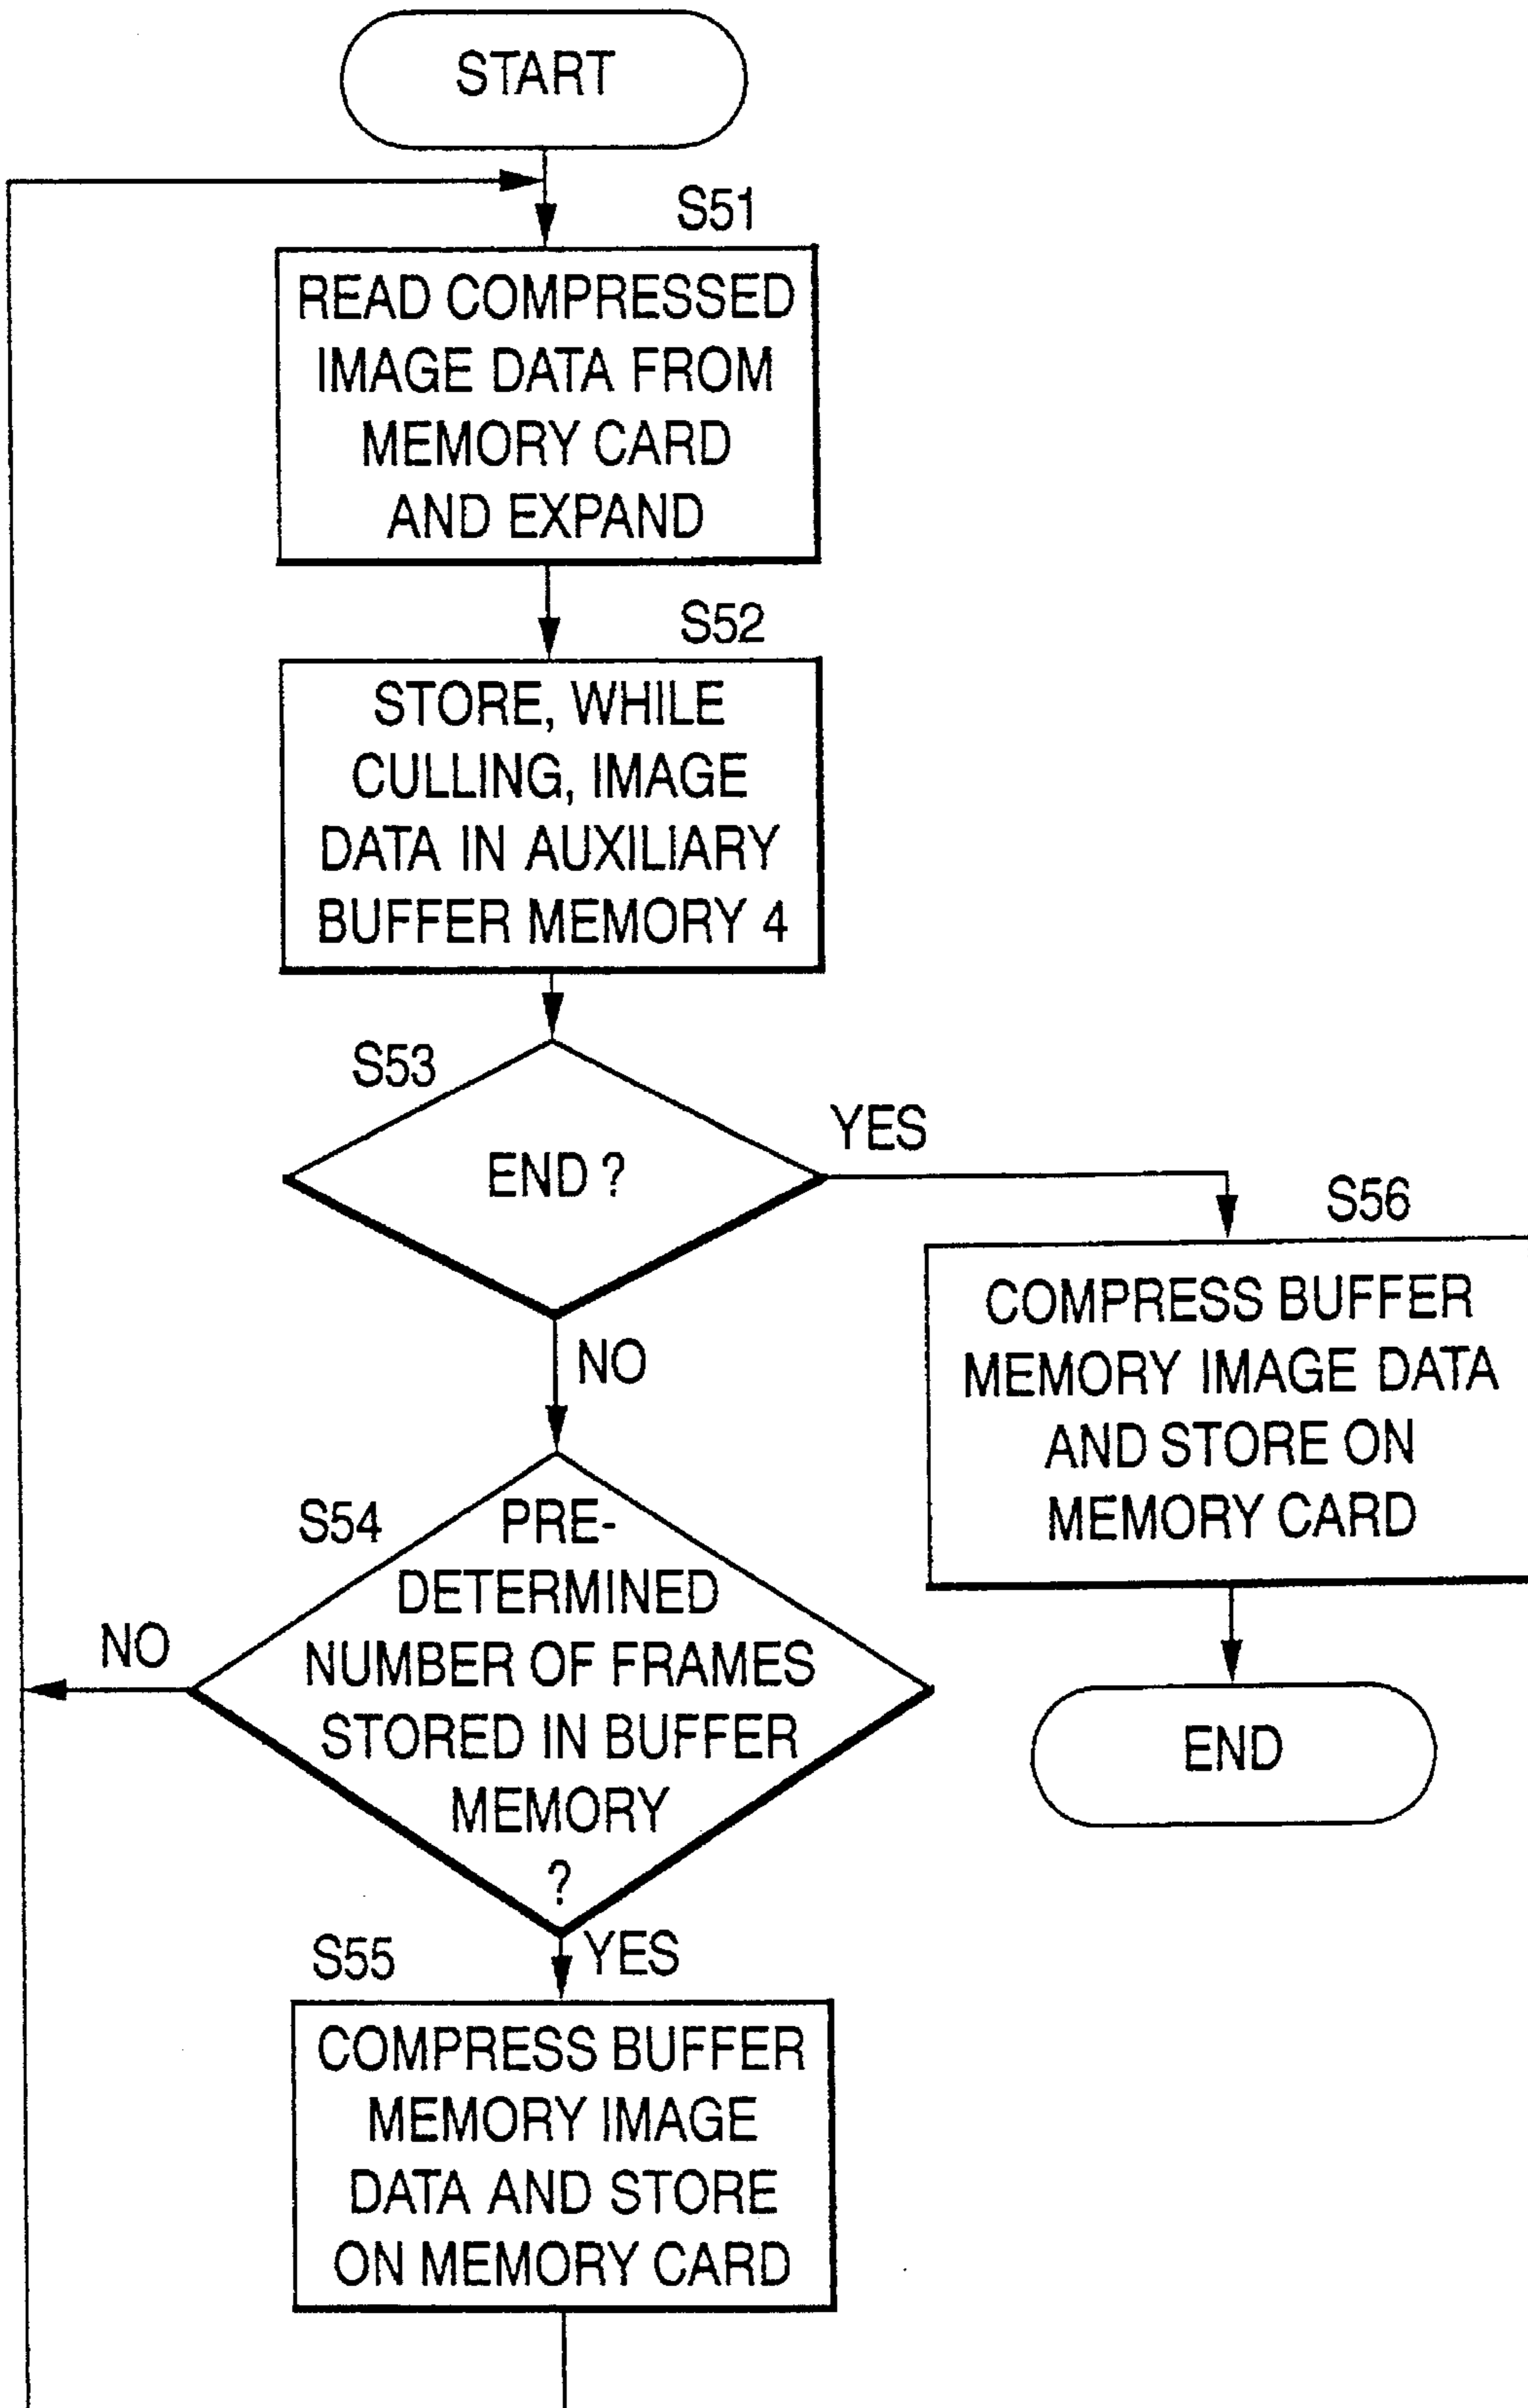 START
S51
READ COMPRESSED
IMAGE DATA FROM
MEMORY CARD
AND EXPAND
S52
STORE, WHILE
CULLING, IMAGE
DATA IN AUXILIARY
BUFFER MEMORY 4
S53
END ?
YES
NO
S56
COMPRESS BUFFER
MEMORY IMAGE DATA
AND STORE ON
MEMORY CARD
END
S54
PRE-
DETERMINED
NUMBER OF FRAMES
STORED IN BUFFER
MEMORY
?
NO
YES
S55
COMPRESS BUFFER
MEMORY IMAGE
DATA AND STORE
ON MEMORY CARD